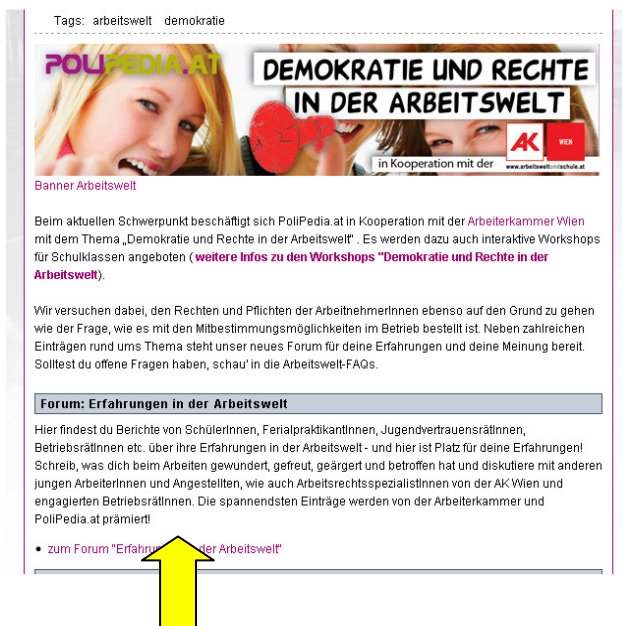 Tags: arbeitswelt demokratie
POLIPEDIA.AT
DEMOKRATIE UND RECHTE
IN DER ARBEITSWELT
in Kooperation mit der
AK
WIEN
www.arbeitsweltundschule.at
Banner Arbeitswelt
Beim aktuellen Schwerpunkt beschäftigt sich PoliPedia.at in Kooperation mit der Arbeiterkammer Wien
mit dem Thema „Demokratie und Rechte in der Arbeitswelt" . Es werden dazu auch interaktive Workshops
für Schulklassen angeboten ( weitere Infos zu den Workshops "Demokratie und Rechte in der
Arbeitswelt).
Wir versuchen dabei, den Rechten und Pflichten der ArbeitnehmerInnen ebenso auf den Grund zu gehen
wie der Frage, wie es mit den Mitbestimmungsmöglichkeiten im Betrieb bestellt ist. Neben zahlreichen
Einträgen rund ums Thema steht unser neues Forum für deine Erfahrungen und deine Meinung bereit.
Solltest du offene Fragen haben, schau' in die Arbeitswelt-FAQs.
Forum: Erfahrungen in der Arbeitswelt
Hier findest du Berichte von SchülerInnen, FerialpraktikantInnen, JugendvertrauensrätInnen,
BetriebsrätInnen etc. über ihre Erfahrungen in der Arbeitswelt - und hier ist Platz für deine Erfahrungen!
Schreib, was dich beim Arbeiten gewundert, gefreut, geärgert und betroffen hat und diskutiere mit anderen
jungen ArbeiterInnen und Angestellten, wie auch ArbeitsrechtsspezialistInnen von der AK Wien und
engagierten BetriebsrätInnen. Die spannendsten Einträge werden von der Arbeiterkammer und
PoliPedia.at prämiert!
• zum Forum "Erfahru der Arbeitswelt"